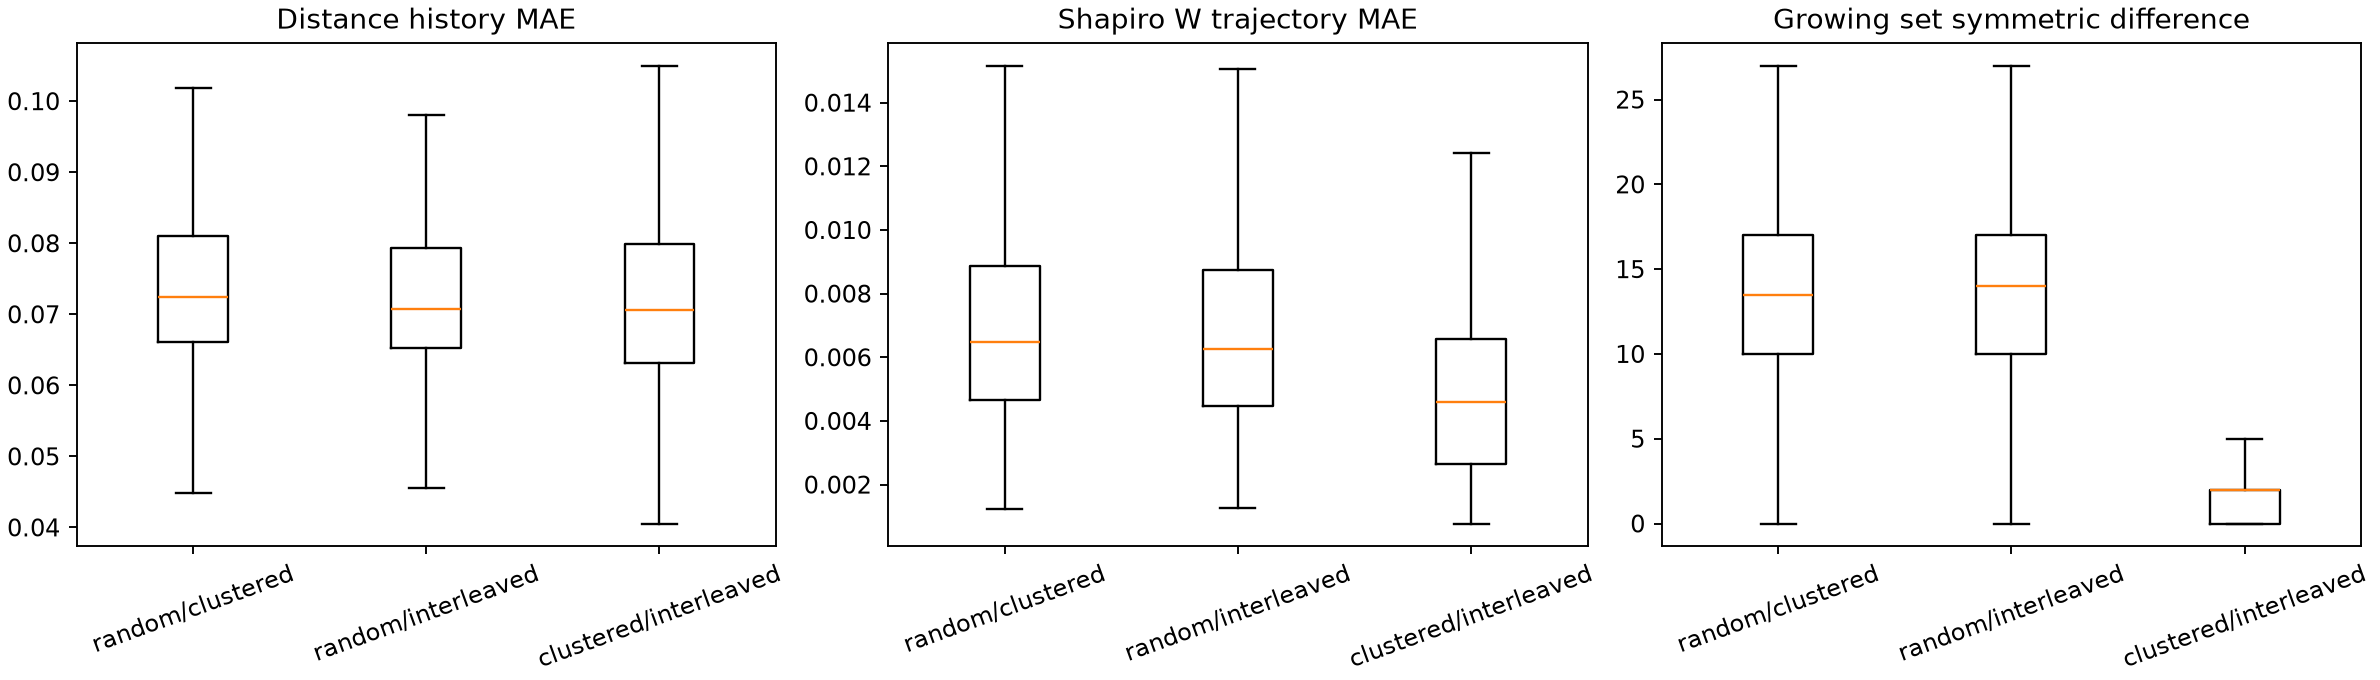 Distance history MAE
0.10
0.09
0.08
0.07
0.06
0.05
0.04
random/clustered
random/interleaved
clustered/interleaved
Shapiro W trajectory MAE
0.014
0.012
0.010
0.008
0.006
0.004
0.002
random/clustered
random/interleaved
clustered/interleaved
Growing set symmetric difference
25
20
15
10
5
0
random/clustered
random/interleaved
clustered/interleaved